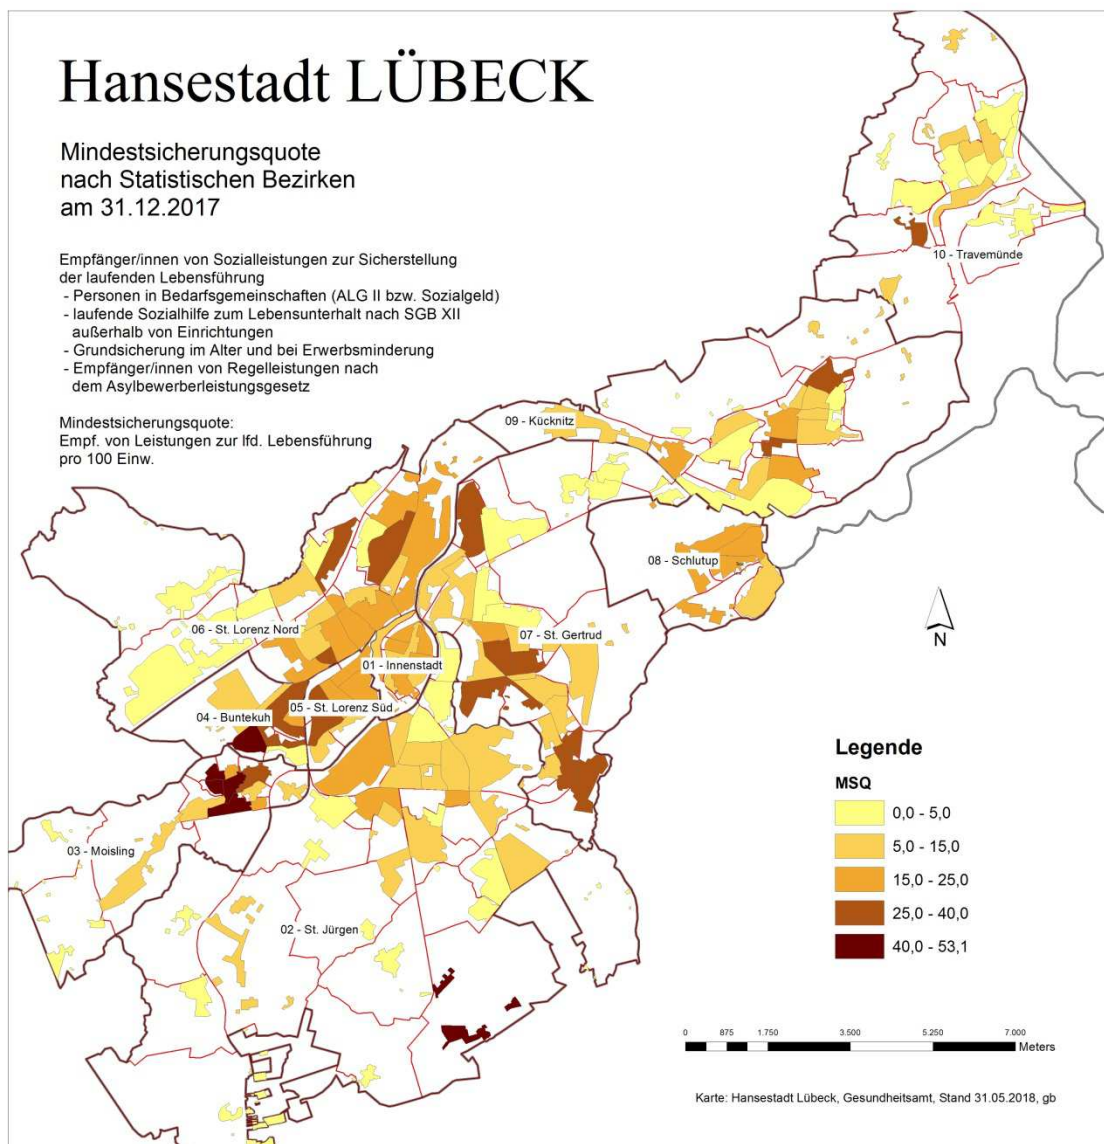 Hansestadt LÜBECK
Mindestsicherungsquote
nach Statistischen Bezirken
am 31.12.2017
Empfänger/innen von Sozialleistungen zur Sicherstellung
der laufenden Lebensführung
- Personen in Bedarfsgemeinschaften (ALG II bzw. Sozialgeld)
- laufende Sozialhilfe zum Lebensunterhalt nach SGB XII
außerhalb von Einrichtungen
- Grundsicherung im Alter und bei Erwerbsminderung
- Empfänger/innen von Regelleistungen nach
dem Asylbewerberleistungsgesetz
Mindestsicherungsquote:
Empf. von Leistungen zur lfd. Lebensführung
pro 100 Einw.
10 - Travemünde
09 - Kücknitz
08 - Schlutup
06 - St. Lorenz Nord
07 - St. Gertrud
01 - Innenstadt
05 - St. Lorenz Süd
04 - Buntekuh
03 - Moisling
02 - St. Jürgen
N
Legende
MSQ
0,0 - 5,0
5,0 - 15,0
15,0 - 25,0
25,0 - 40,0
40,0 - 53,1
0 875 1.750 3.500 5.250 7.000
Meters
Karte: Hansestadt Lübeck, Gesundheitsamt, Stand 31.05.2018, gb